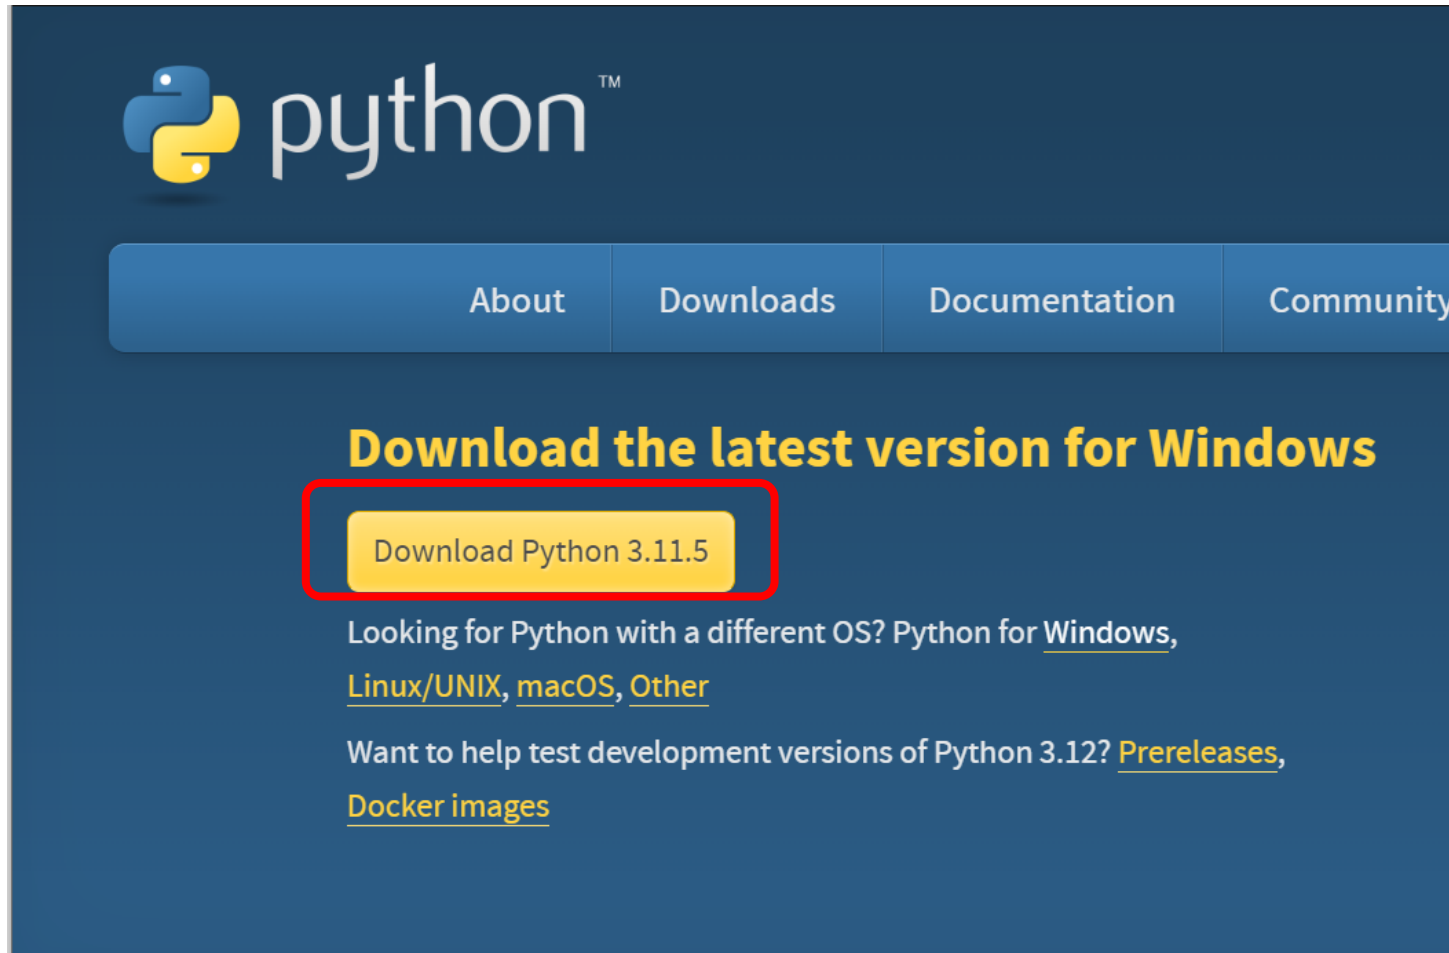 python™
About Downloads Documentation Community
Download the latest version for Windows
Download Python 3.11.5
Looking for Python with a different OS? Python for Windows,
Linux/UNIX, macOS, Other
Want to help test development versions of Python 3.12? Prereleases,
Docker images